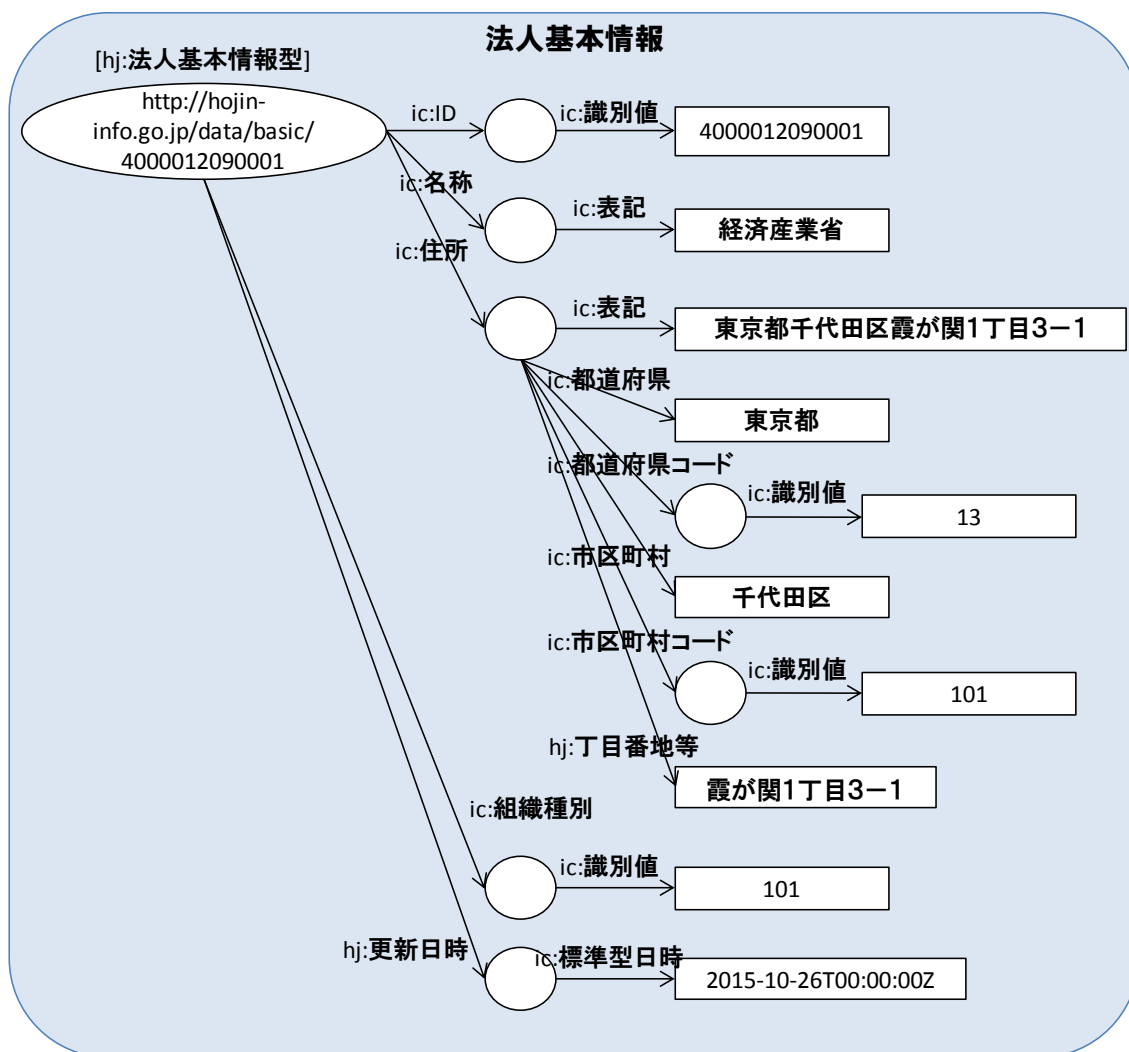 法人基本情報
[hj:法人基本情報型]
http://hojin-
info.go.jp/data/basic/
4000012090001
ic:ID
ic:識別値
4000012090001
ic:名称
ic:表記
経済産業省
ic:住所
ic:表記
東京都千代田区霞が関1丁目3-1
ic:都道府県
東京都
ic:都道府県コード
ic:識別値
13
ic:市区町村
千代田区
ic:市区町村コード
ic:識別値
101
hj:丁目番地等
霞が関1丁目3-1
ic:組織種別
ic:識別値
101
hj:更新日時
ic:標準型日時
2015-10-26T00:00:00Z